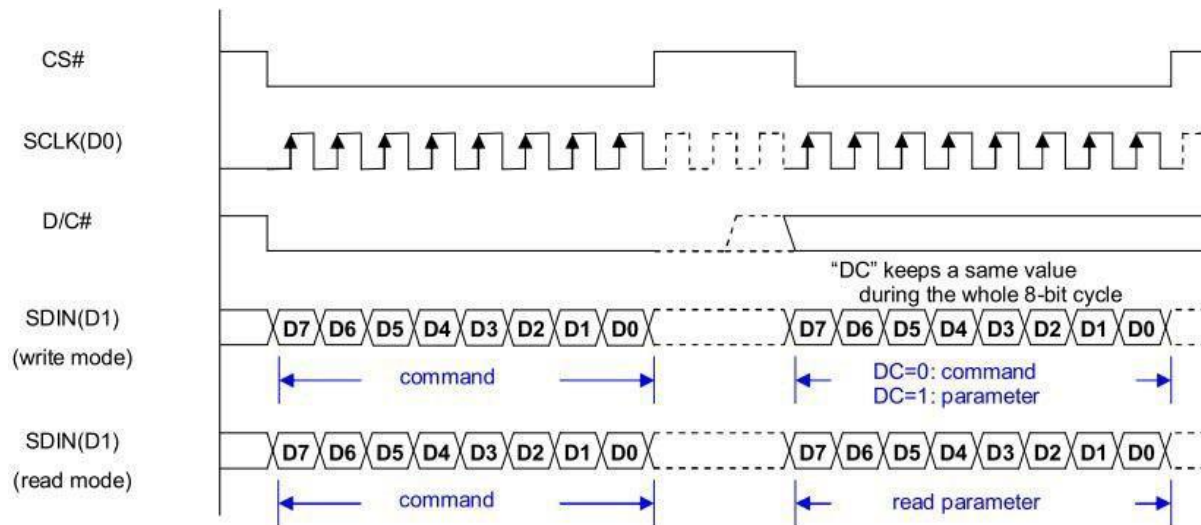 CS#
SCLK(D0)
D/C#
"DC" keeps a same value
during the whole 8-bit cycle
SDIN(D1)
(write mode)
D7 D6 D5 D4 D3 D2 D1 D0 D7 D6 D5 D4 D3 D2 D1 D0
command
DC=0: command
DC=1: parameter
SDIN(D1)
(read mode)
D7 D6 D5 D4 D3 D2 D1 D0 D7 D6 D5 D4 D3 D2 D1 D0
command read parameter